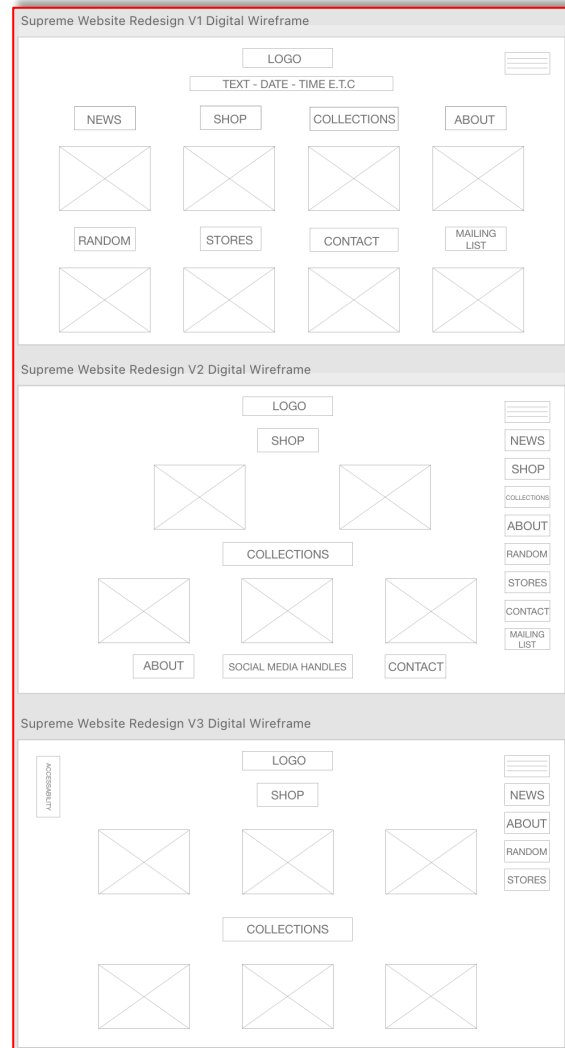 Supreme Website Redesign V1 Digital Wireframe
LOGO
TEXT - DATE - TIME E.T.C
NEWS
SHOP
COLLECTIONS
ABOUT
RANDOM
STORES
CONTACT
MAILING
LIST
Supreme Website Redesign V2 Digital Wireframe
LOGO
SHOP
COLLECTIONS
ABOUT
SOCIAL MEDIA HANDLES
CONTACT
NEWS
SHOP
COLLECTIONS
ABOUT
RANDOM
STORES
CONTACT
MAILING
LIST
Supreme Website Redesign V3 Digital Wireframe
ACCESSABILITY
LOGO
SHOP
COLLECTIONS
NEWS
ABOUT
RANDOM
STORES